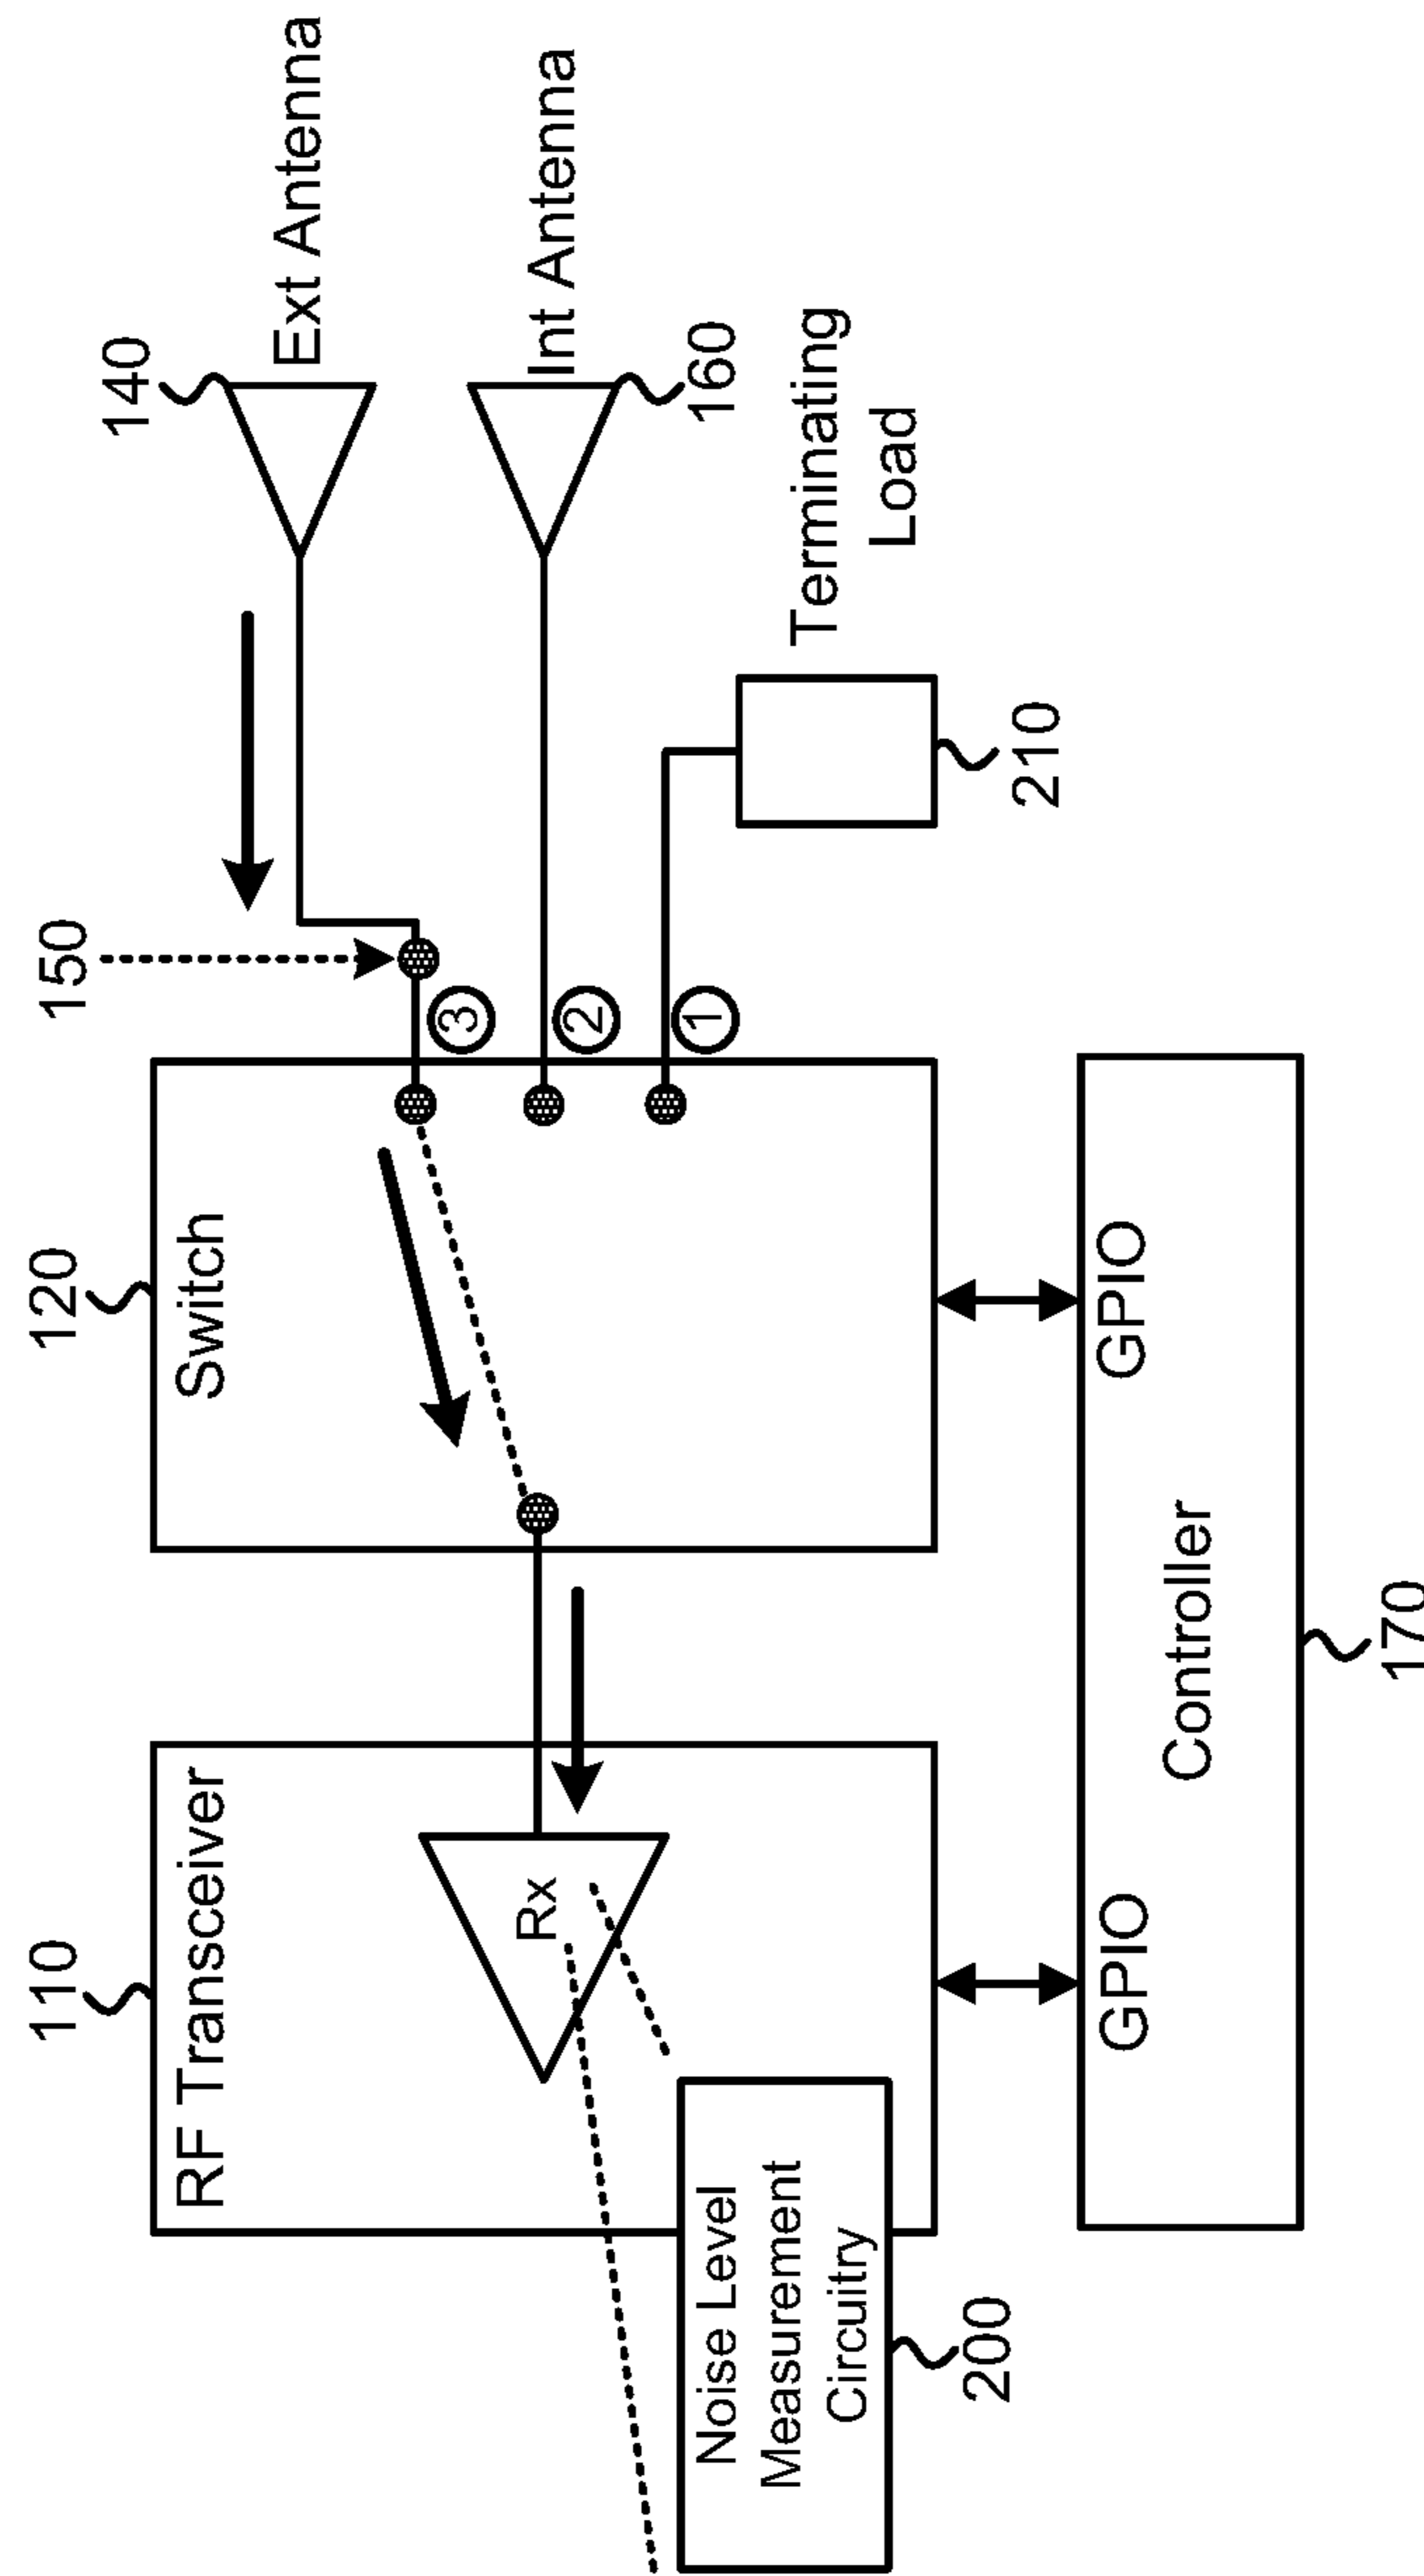 110
RF Transceiver
Rx
Noise Level
Measurement
Circuitry
200
120
Switch
150
3
2
1
140
Ext Antenna
Int Antenna
160
Terminating
Load
210
GPIO
GPIO
Controller
170